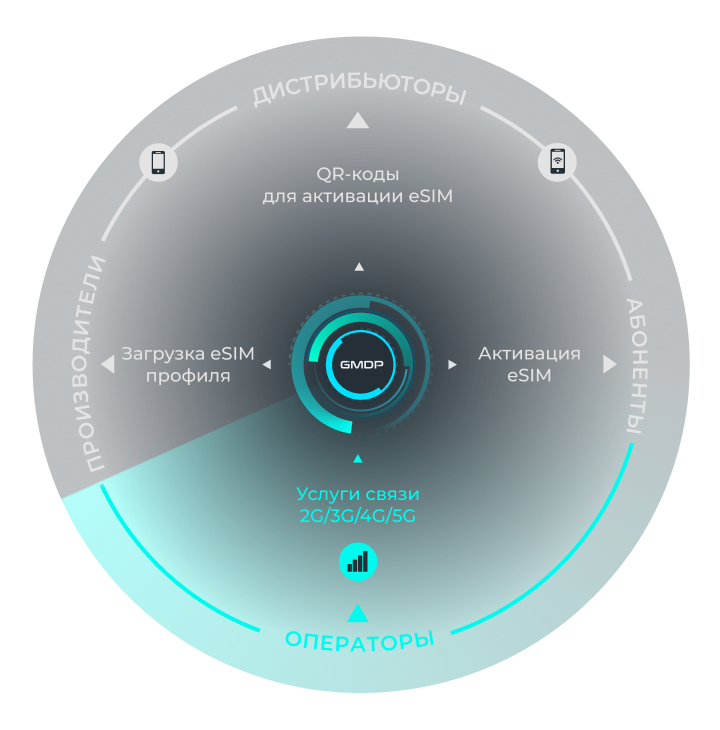 ДИСТРИБЬЮТОРЫ
QR-коды
для активации eSIM
ПРОИЗВОДИТЕЛИ
Загрузка eSIM
профиля
GMDP
Активация
eSIM
АБОНЕНТЫ
Услуги связи
2G/3G/4G/5G
ОПЕРАТОРЫ